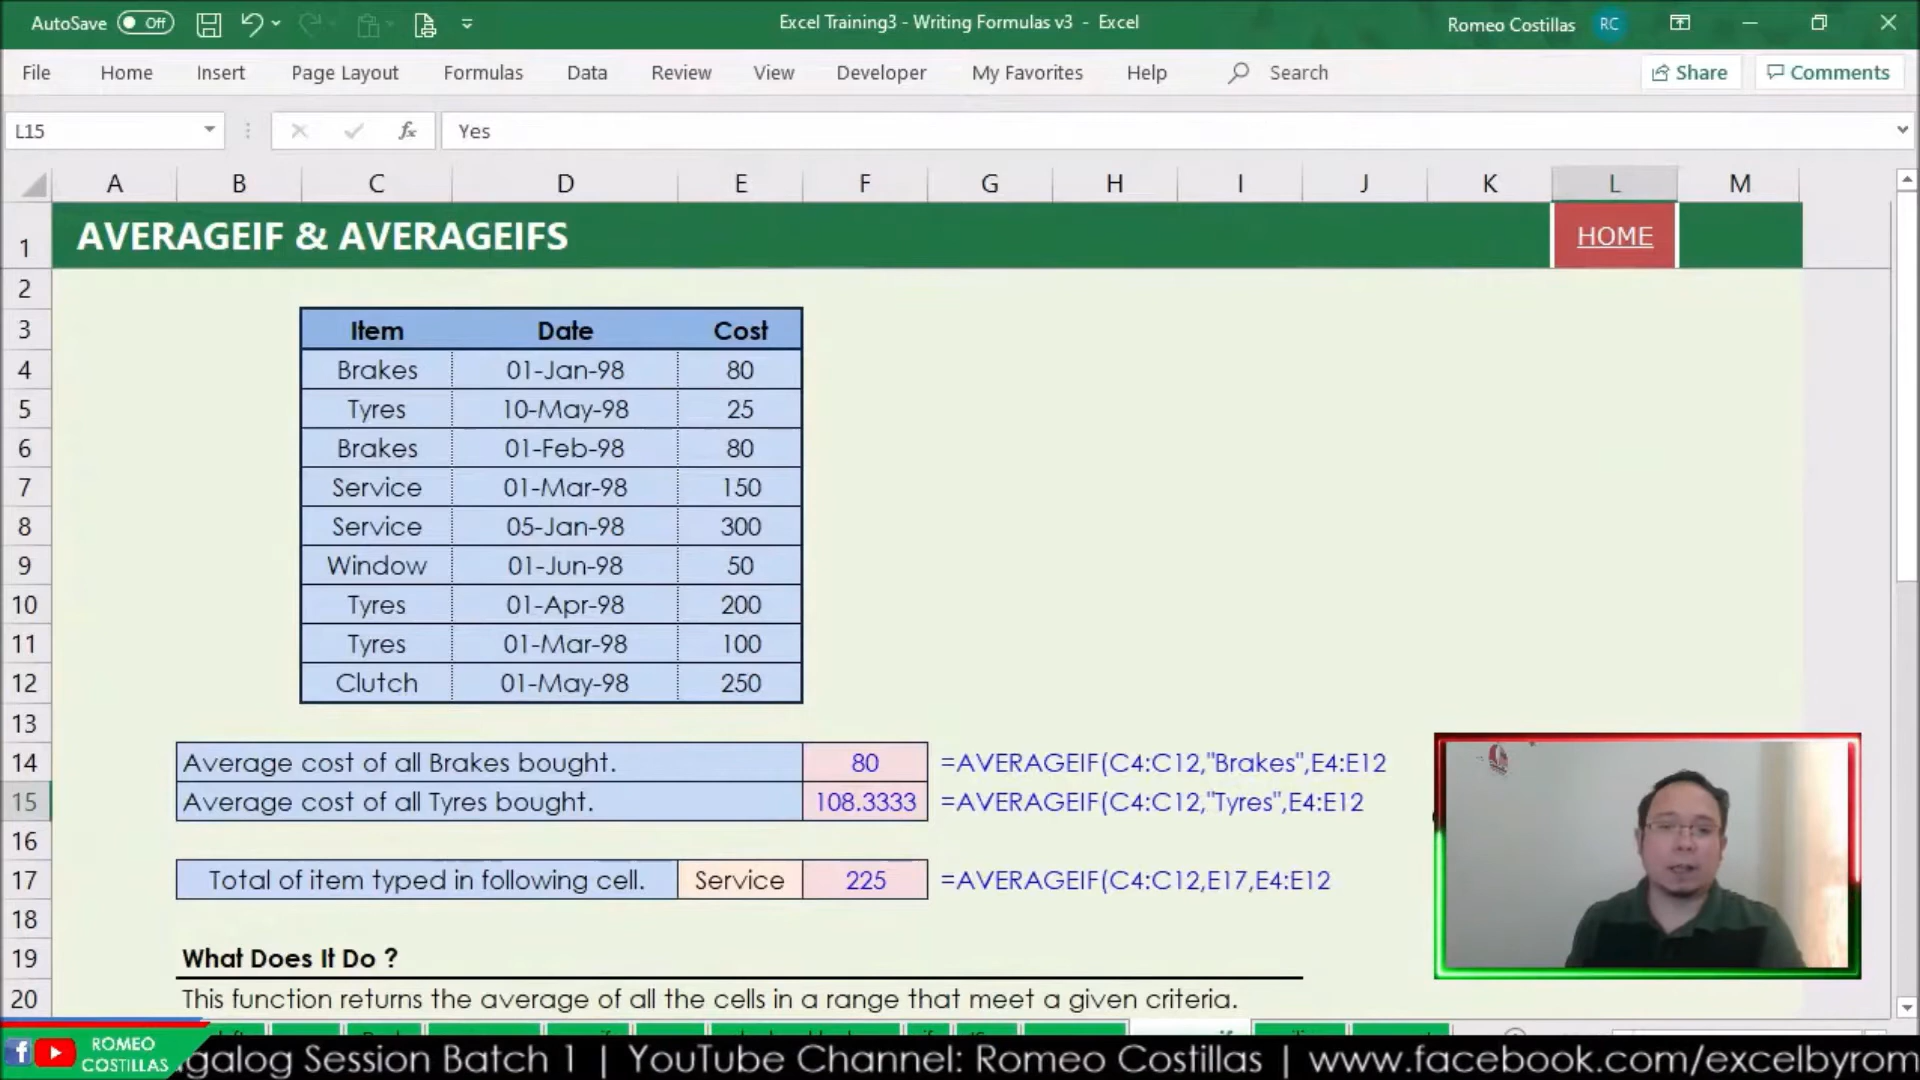 AutoSave Off
Excel Training3 - Writing Formulas v3 - Excel
Romeo Costillas RC
File Home Insert Page Layout Formulas Data Review View Developer My Favorites Help Search Share Comments
L15 fx Yes
A B C D E F G H I J K L M
1 AVERAGEIF & AVERAGEIFS HOME
2
3 Item Date Cost
4 Brakes 01-Jan-98 80
5 Tyres 10-May-98 25
6 Brakes 01-Feb-98 80
7 Service 01-Mar-98 150
8 Service 05-Jan-98 300
9 Window 01-Jun-98 50
10 Tyres 01-Apr-98 200
11 Tyres 01-Mar-98 100
12 Clutch 01-May-98 250
13
14 Average cost of all Brakes bought. 80 =AVERAGEIF(C4:C12,"Brakes",E4:E12
15 Average cost of all Tyres bought. 108.3333 =AVERAGEIF(C4:C12,"Tyres",E4:E12
16
17 Total of item typed in following cell. Service 225 =AVERAGEIF(C4:C12,E17,E4:E12
18
19 What Does It Do ?
20 This function returns the average of all the cells in a range that meet a given criteria.
ROMEO
COSTILLAS
galog Session Batch 1 | YouTube Channel: Romeo Costillas | www.facebook.com/excelbyrom